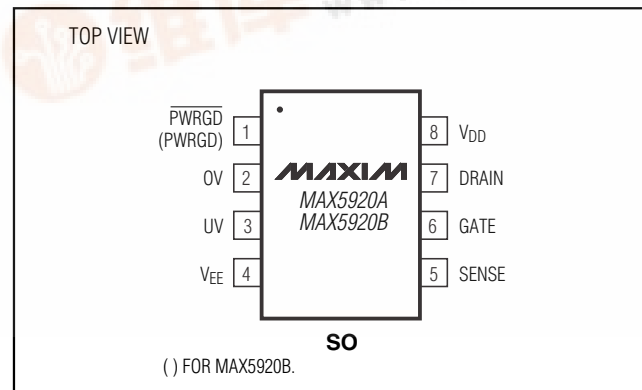 TOP VIEW
PWRGD
(PWRGD) 1
OV 2
UV 3
VEE 4
MAXIM
MAX5920A
MAX5920B
8 VDD
7 DRAIN
6 GATE
5 SENSE
SO
( ) FOR MAX5920B.